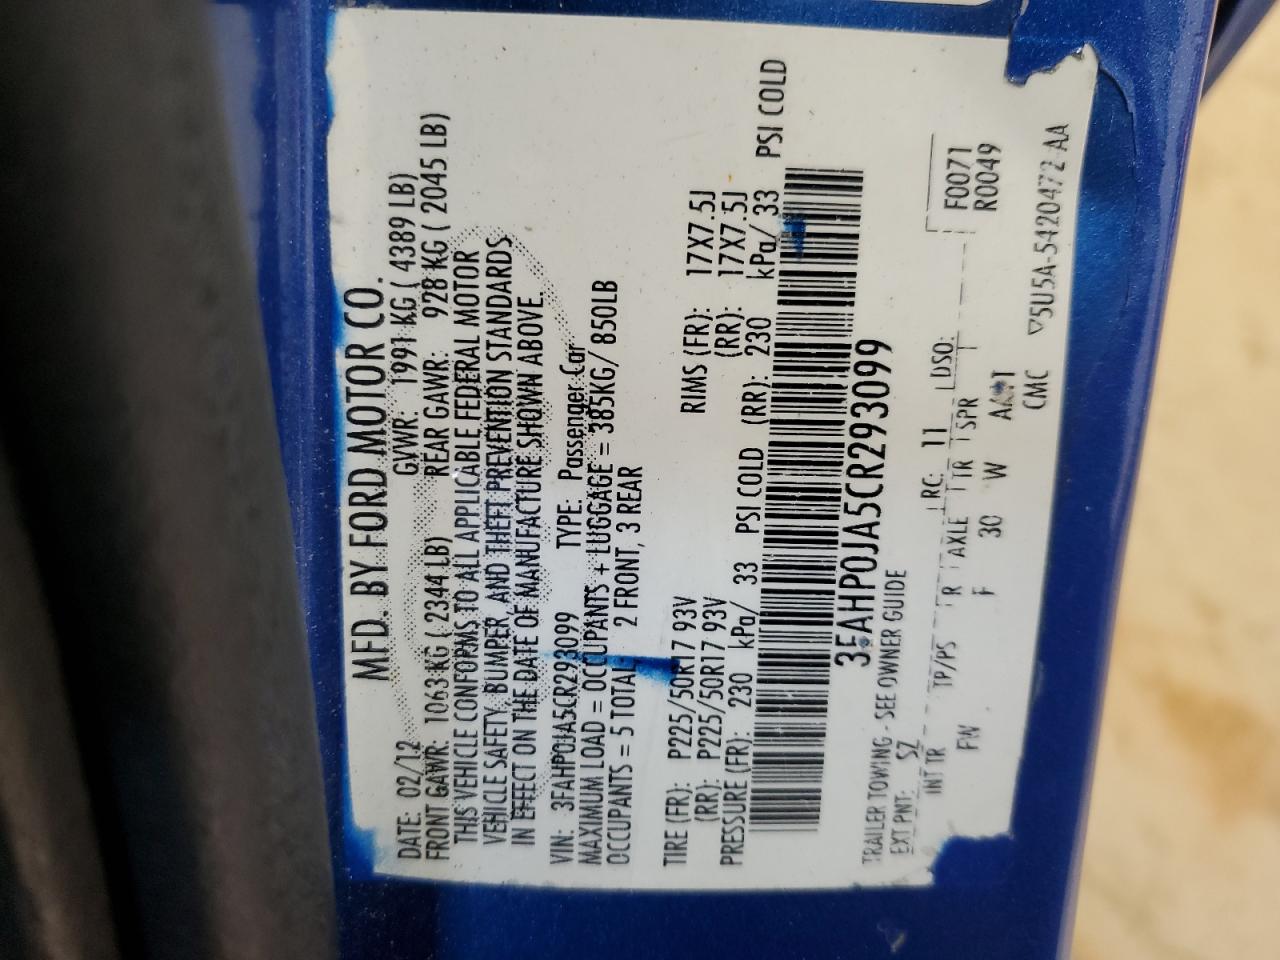 MFD. BY FORD MOTOR CO.
DATE: 02/12 GVWR: 1991 KG ( 4389 LB)
FRONT GAWR: 1063 KG ( 2344 LB) REAR GAWR: 928 KG ( 2045 LB)
THIS VEHICLE CONFORMS TO ALL APPLICABLE FEDERAL MOTOR
VEHICLE SAFETY, BUMPER, AND THEFT PREVENTION STANDARDS
IN EFFECT ON THE DATE OF MANUFACTURE SHOWN ABOVE.
VIN: 3FAHP0JA5CR293099 TYPE: Passenger Car
MAXIMUM LOAD = OCCUPANTS + LUGGAGE = 385KG/ 850LB
OCCUPANTS = 5 TOTAL, 2 FRONT, 3 REAR
TIRE (FR): P225/50R17 93V RIMS (FR): 17X7.5J
(RR): P225/50R17 93V (RR): 17X7.5J
PRESSURE (FR): 230 kPa/ 33 PSI COLD (RR): 230 kPa/ 33 PSI COLD
3FAHP0JA5CR293099
TRAILER TOWING - SEE OWNER GUIDE
EXT PNT: SZ RC: 11 DSO: F0071
INT TR TP/PS R AXLE TR SPR R0049
FW F 30 W
CMC ▽5U5A-5420472-AA